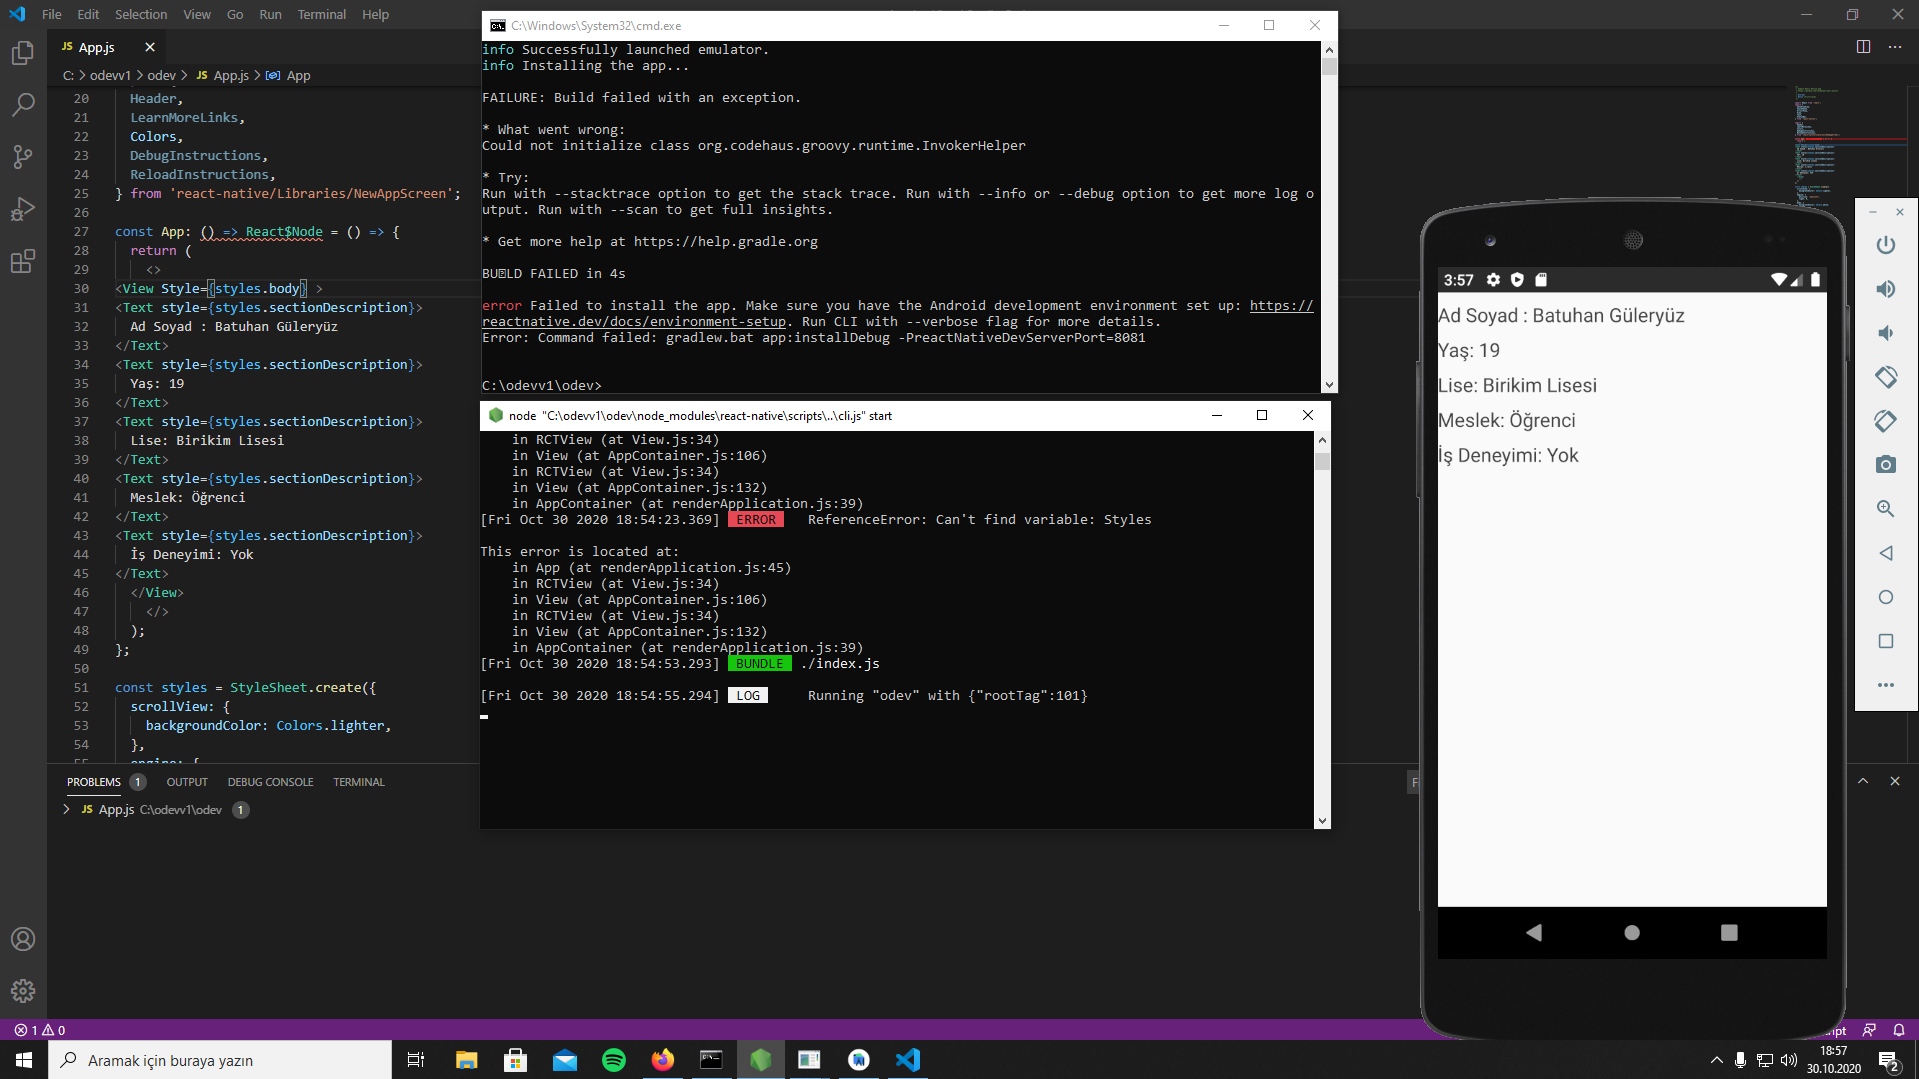 File Edit Selection View Go Run Terminal Help
JS App.js
C: > odevv1 > odev > JS App.js > App
20 Header,
21 LearnMoreLinks,
22 Colors,
23 DebugInstructions,
24 ReloadInstructions,
25 } from 'react-native/Libraries/NewAppScreen';
26
27 const App: () => React$Node = () => {
28 return (
29 <>
30 <View Style={styles.body} >
31 <Text style={styles.sectionDescription}>
32 Ad Soyad : Batuhan Güleryüz
33 </Text>
34 <Text style={styles.sectionDescription}>
35 Yaş: 19
36 </Text>
37 <Text style={styles.sectionDescription}>
38 Lise: Birikim Lisesi
39 </Text>
40 <Text style={styles.sectionDescription}>
41 Meslek: Öğrenci
42 </Text>
43 <Text style={styles.sectionDescription}>
44 İş Deneyimi: Yok
45 </Text>
46 </View>
47 </>
48 );
49 };
50
51 const styles = StyleSheet.create({
52 scrollView: {
53 backgroundColor: Colors.lighter,
54 },
55 engine: {
PROBLEMS 1 OUTPUT DEBUG CONSOLE TERMINAL
JS App.js C:\odevv1\odev 1
C:\Windows\System32\cmd.exe
info Successfully launched emulator.
info Installing the app...
FAILURE: Build failed with an exception.
* What went wrong:
Could not initialize class org.codehaus.groovy.runtime.InvokerHelper
* Try:
Run with --stacktrace option to get the stack trace. Run with --info or --debug option to get more log o
utput. Run with --scan to get full insights.
* Get more help at https://help.gradle.org
BU�LD FAILED in 4s
error Failed to install the app. Make sure you have the Android development environment set up: https://
reactnative.dev/docs/environment-setup. Run CLI with --verbose flag for more details.
Error: Command failed: gradlew.bat app:installDebug -PreactNativeDevServerPort=8081
C:\odevv1\odev>
node "C:\odevv1\odev\node_modules\react-native\scripts\..\cli.js" start
in RCTView (at View.js:34)
in View (at AppContainer.js:106)
in RCTView (at View.js:34)
in View (at AppContainer.js:132)
in AppContainer (at renderApplication.js:39)
[Fri Oct 30 2020 18:54:23.369] ERROR ReferenceError: Can't find variable: Styles
This error is located at:
in App (at renderApplication.js:45)
in RCTView (at View.js:34)
in View (at AppContainer.js:106)
in RCTView (at View.js:34)
in View (at AppContainer.js:132)
in AppContainer (at renderApplication.js:39)
[Fri Oct 30 2020 18:54:53.293] BUNDLE ./index.js
[Fri Oct 30 2020 18:54:55.294] LOG Running "odev" with {"rootTag":101}
3:57
Ad Soyad : Batuhan Güleryüz
Yaş: 19
Lise: Birikim Lisesi
Meslek: Öğrenci
İş Deneyimi: Yok
1 0
Aramak için buraya yazın
18:57
30.10.2020
2